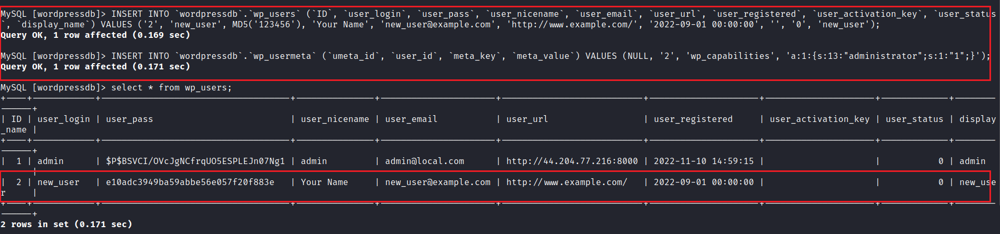 MySQL [wordpressdb]> INSERT INTO `wordpressdb`.`wp_users` (`ID`, `user_login`, `user_pass`, `user_nicename`, `user_email`, `user_url`, `user_registered`, `user_activation_key`, `user_status
`, `display_name`) VALUES ('2', 'new_user', MD5('123456'), 'Your Name', 'new_user@example.com', 'http://www.example.com/', '2022-09-01 00:00:00', '', '0', 'new_user');
Query OK, 1 row affected (0.169 sec)
MySQL [wordpressdb]> INSERT INTO `wordpressdb`.`wp_usermeta` (`umeta_id`, `user_id`, `meta_key`, `meta_value`) VALUES (NULL, '2', 'wp_capabilities', 'a:1:{s:13:"administrator";s:1:"1";}');
Query OK, 1 row affected (0.171 sec)
MySQL [wordpressdb]> select * from wp_users;
+----+------------+------------------------------------+---------------+----------------------+---------------------------+---------------------+---------------------+-------------+--------
------+
| ID | user_login | user_pass                          | user_nicename | user_email           | user_url                  | user_registered     | user_activation_key | user_status | display
_name |
+----+------------+------------------------------------+---------------+----------------------+---------------------------+---------------------+---------------------+-------------+--------
------+
|  1 | admin      | $P$BSVCI/OVcJgNCfrqUO5ESPLEJn07Ng1 | admin         | admin@local.com      | http://44.204.77.216:8000 | 2022-11-10 14:59:15 |                     |           0 | admin
      |
|  2 | new_user   | e10adc3949ba59abbe56e057f20f883e   | Your Name     | new_user@example.com | http://www.example.com/   | 2022-09-01 00:00:00 |                     |           0 | new_use
r     |
+----+------------+------------------------------------+---------------+----------------------+---------------------------+---------------------+---------------------+-------------+--------
------+
2 rows in set (0.171 sec)